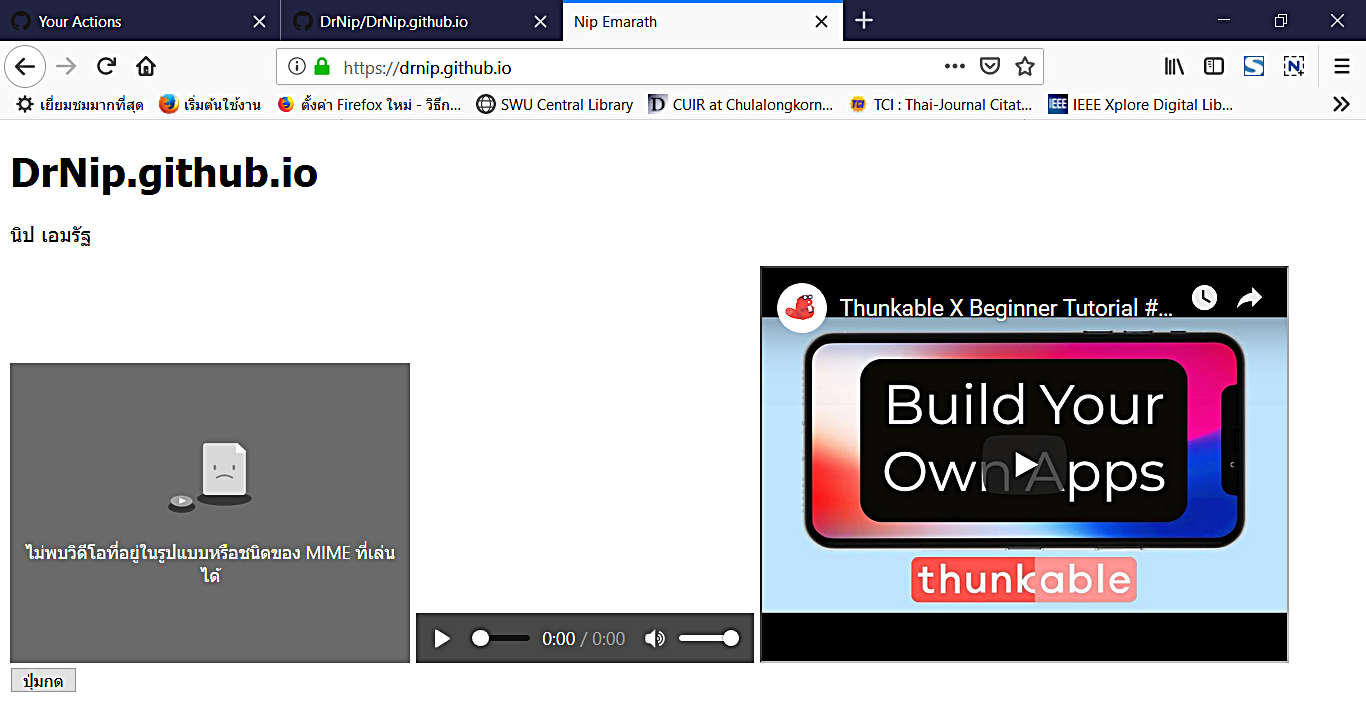 Your Actions
DrNip/DrNip.github.io
Nip Emarath
https://drnip.github.io
เยี่ยมชมมากที่สุด
เริ่มต้นใช้งาน
ตั้งค่า Firefox ใหม่ - วิธีก...
SWU Central Library
CUIR at Chulalongkorn...
TCI : Thai-Journal Citat...
IEEE Xplore Digital Lib...
DrNip.github.io
นิป เอมรัฐ
Thunkable X Beginner Tutorial #...
Build Your
Own Apps
thunkable
ไม่พบวิดีโอที่อยู่ในรูปแบบหรือชนิดของ MIME ที่เล่น
ได้
0:00 / 0:00
ปุ่มกด